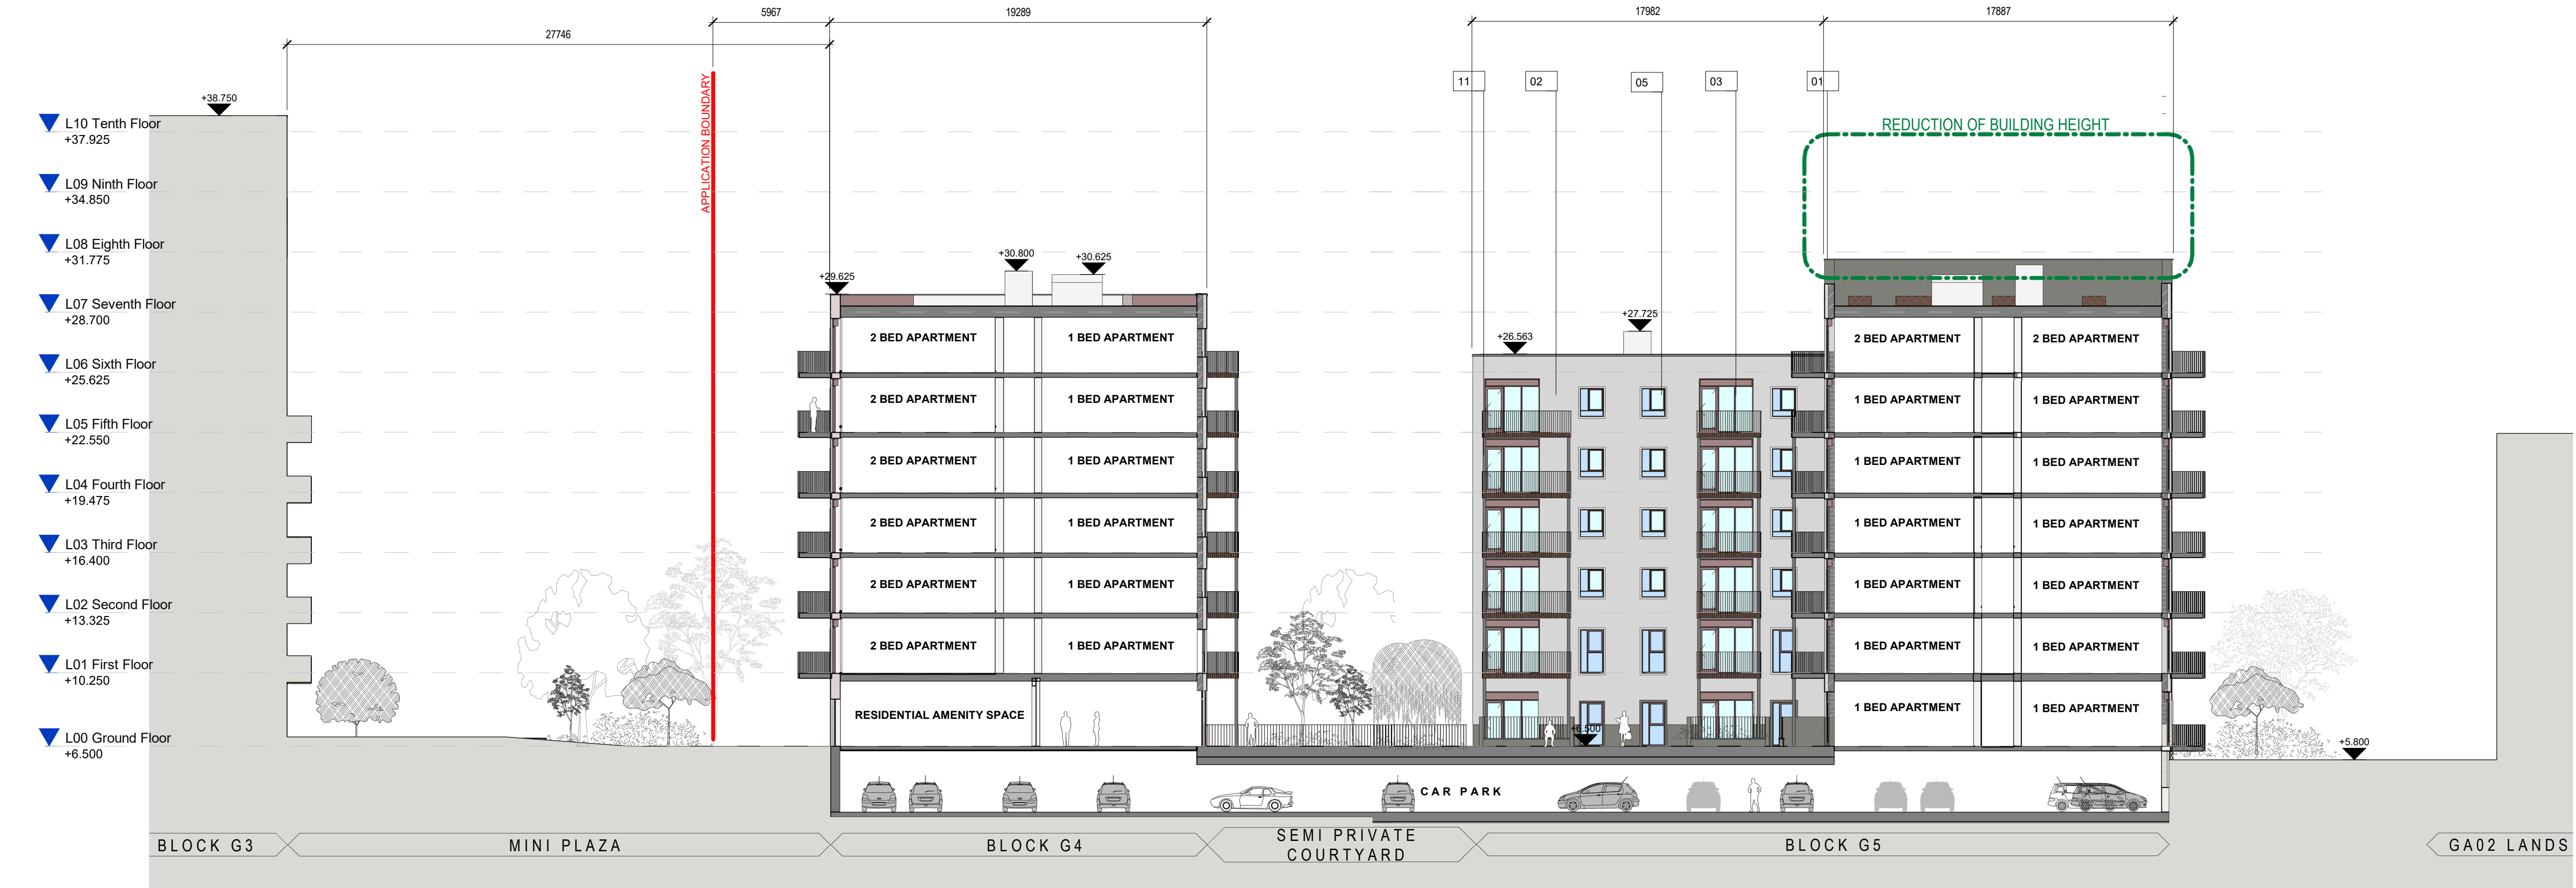 5967
19289
17982
17887
27746
APPLICATION BOUNDARY
11
02
05
03
01
+38.750
REDUCTION OF BUILDING HEIGHT
L10 Tenth Floor
+37.925
L09 Ninth Floor
+34.850
L08 Eighth Floor
+31.775
+30.800
+30.625
+29.625
L07 Seventh Floor
+28.700
+27.725
+26.563
L06 Sixth Floor
+25.625
L05 Fifth Floor
+22.550
L04 Fourth Floor
+19.475
L03 Third Floor
+16.400
L02 Second Floor
+13.325
L01 First Floor
+10.250
L00 Ground Floor
+6.500
2 BED APARTMENT
1 BED APARTMENT
2 BED APARTMENT
1 BED APARTMENT
2 BED APARTMENT
1 BED APARTMENT
2 BED APARTMENT
1 BED APARTMENT
2 BED APARTMENT
1 BED APARTMENT
2 BED APARTMENT
1 BED APARTMENT
RESIDENTIAL AMENITY SPACE
2 BED APARTMENT
2 BED APARTMENT
1 BED APARTMENT
1 BED APARTMENT
1 BED APARTMENT
1 BED APARTMENT
1 BED APARTMENT
1 BED APARTMENT
1 BED APARTMENT
1 BED APARTMENT
1 BED APARTMENT
1 BED APARTMENT
1 BED APARTMENT
1 BED APARTMENT
+6.500
+5.800
CAR PARK
BLOCK G3
MINI PLAZA
BLOCK G4
SEMI PRIVATE
COURTYARD
BLOCK G5
GA02 LANDS